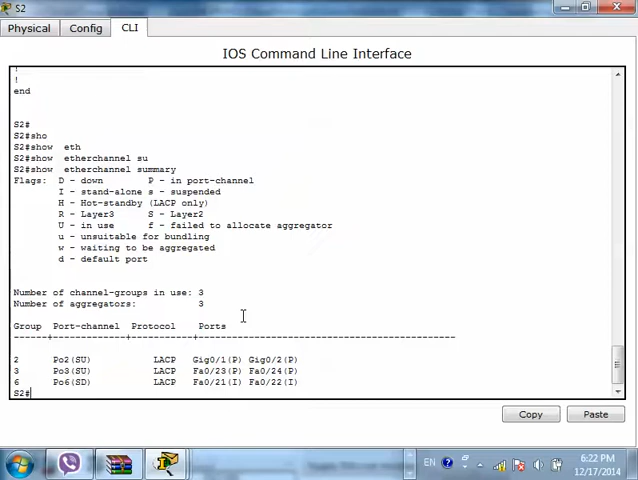 S2
Physical Config CLI
IOS Command Line Interface
!
!
end
S2#
S2#sho
S2#show  eth
S2#show  etherchannel su
S2#show  etherchannel summary
Flags:  D - down        P - in port-channel
I - stand-alone s - suspended
H - Hot-standby (LACP only)
R - Layer3      S - Layer2
U - in use      f - failed to allocate aggregator
u - unsuitable for bundling
w - waiting to be aggregated
d - default port
Number of channel-groups in use: 3
Number of aggregators:           3
Group  Port-channel  Protocol    Ports
------+-------------+-----------+----------------------------------------------
2      Po2(SU)           LACP   Gig0/1(P) Gig0/2(P)
3      Po3(SU)           LACP   Fa0/23(P) Fa0/24(P)
6      Po6(SD)           LACP   Fa0/21(I) Fa0/22(I)
S2#
Copy Paste
EN 6:22 PM
12/17/2014